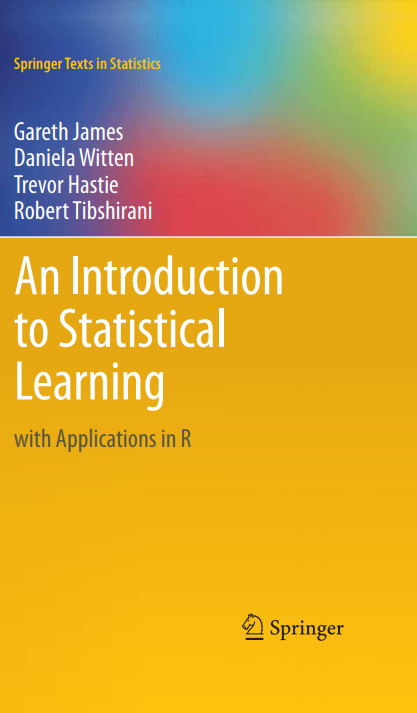 Springer Texts in Statistics
Gareth James
Daniela Witten
Trevor Hastie
Robert Tibshirani
An Introduction
to Statistical
Learning
with Applications in R
Springer